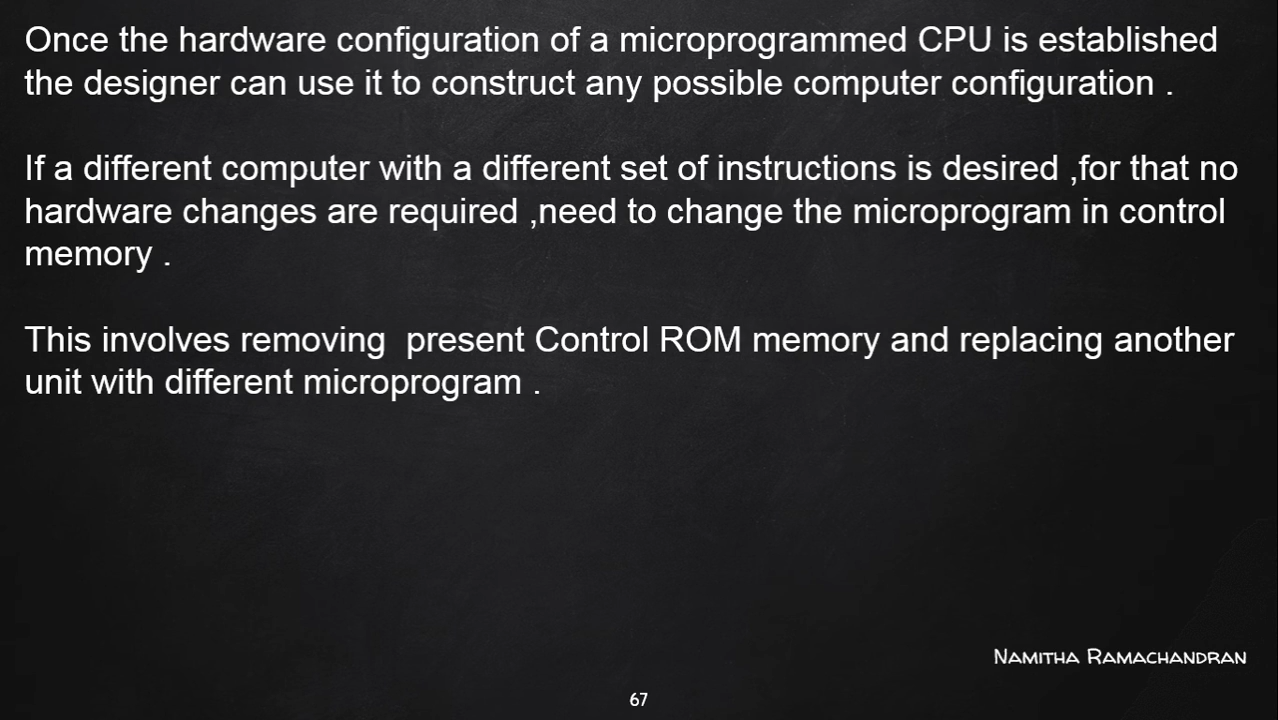 Once the hardware configuration of a microprogrammed CPU is established
the designer can use it to construct any possible computer configuration .
If a different computer with a different set of instructions is desired ,for that no
hardware changes are required ,need to change the microprogram in control
memory .
This involves removing  present Control ROM memory and replacing another
unit with different microprogram .
Namitha Ramachandran
67